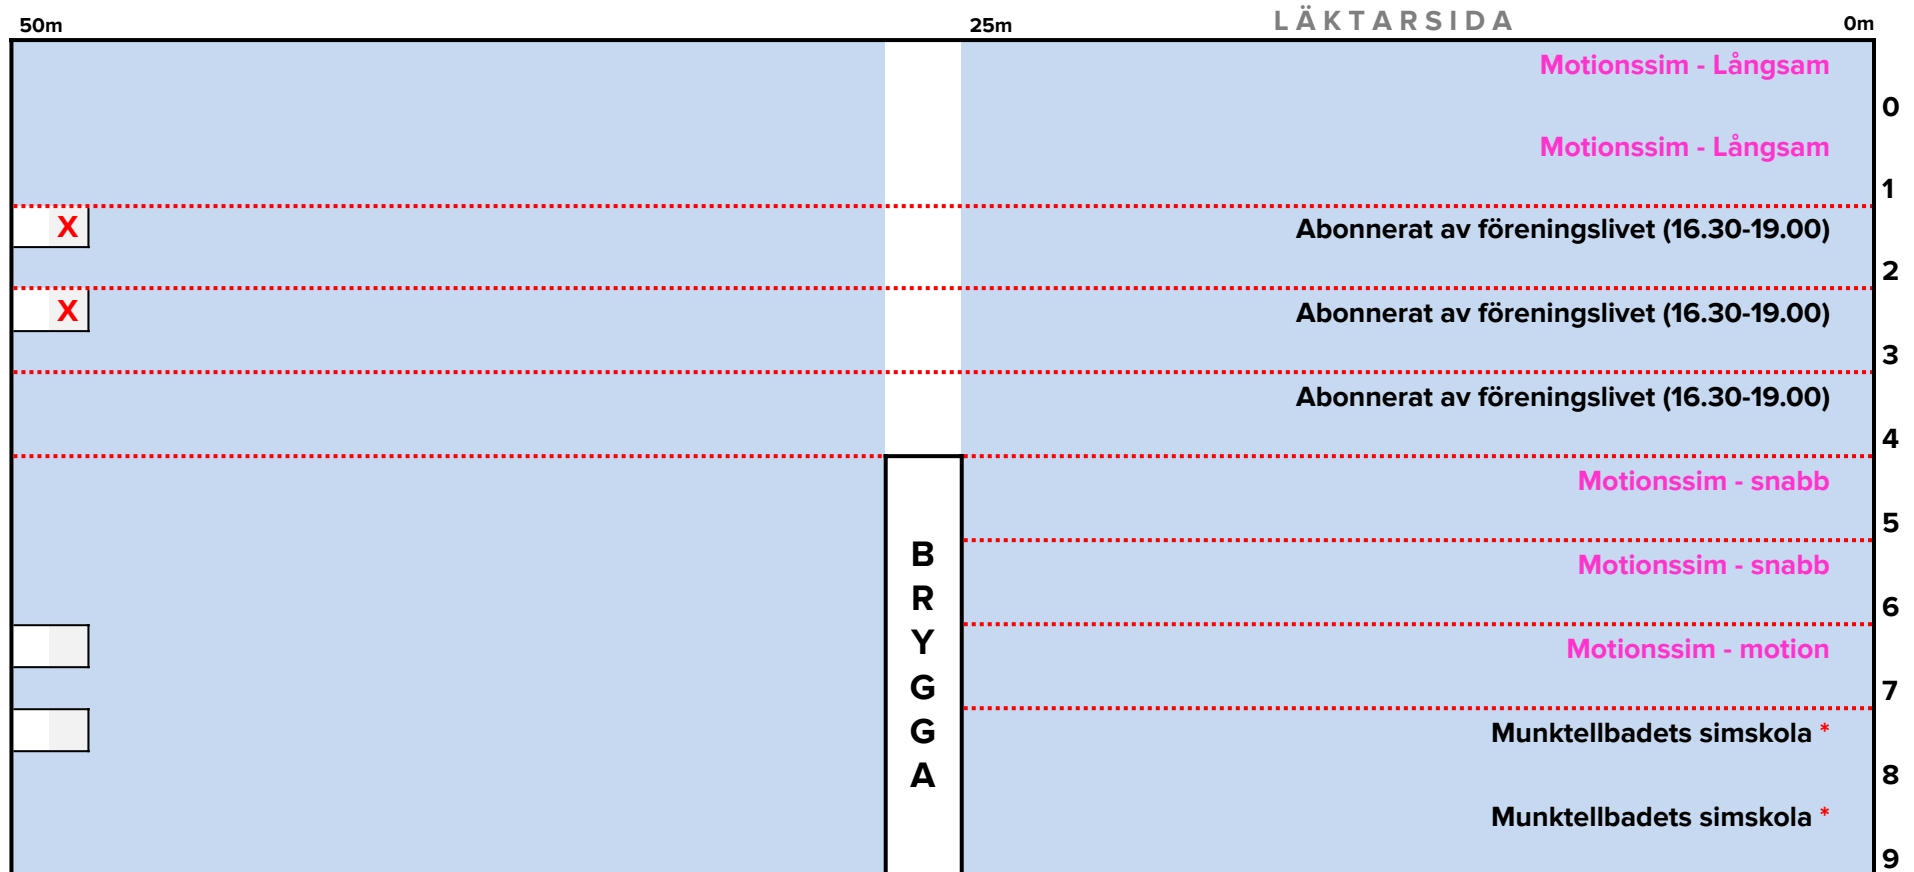 LÄKTARSIDA
50m 25m 0m
Motionssim - Långsam
0
Motionssim - Långsam
1
X Abonnerat av föreningslivet (16.30-19.00)
2
X Abonnerat av föreningslivet (16.30-19.00)
3
Abonnerat av föreningslivet (16.30-19.00)
4
Motionssim - snabb
5
Motionssim - snabb
6
Motionssim - motion
7
Munktellbadets simskola *
8
Munktellbadets simskola *
9
B
R
Y
G
G
A